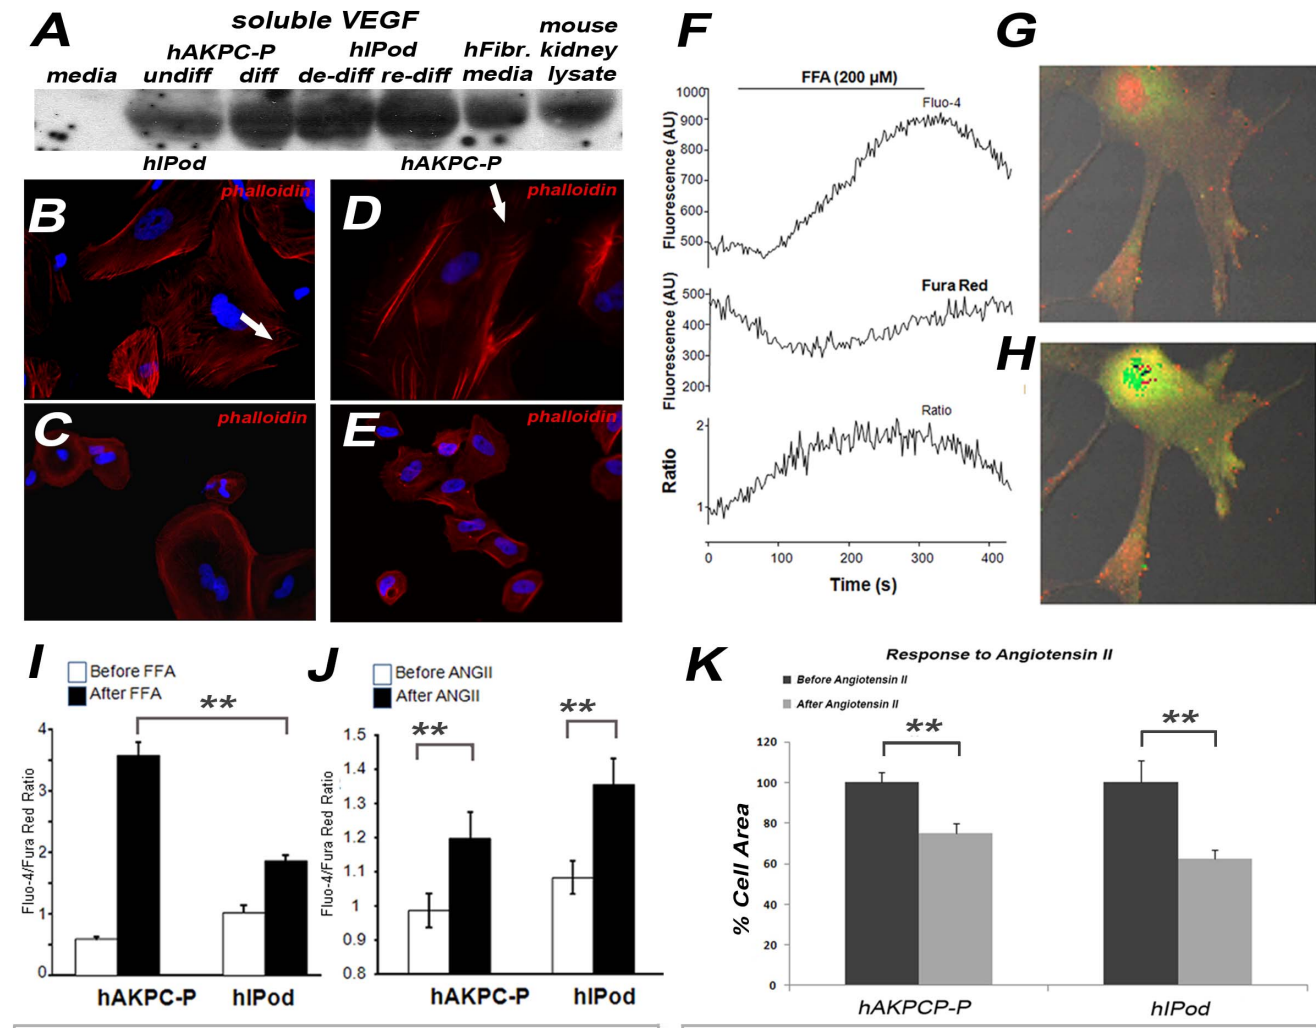 A
soluble VEGF
media
hAKPC-P
undiff diff
hIPod
de-diff re-diff
hFibr.
media
mouse
kidney
lysate
hIPod
hAKPC-P
B
phalloidin
D
phalloidin
C
phalloidin
E
phalloidin
F
FFA (200 µM)
Fluo-4
Fluorescence (AU)
1000
900
800
700
600
500
Fura Red
Fluorescence (AU)
500
400
300
200
Ratio
Ratio
2
1
0 100 200 300 400
Time (s)
G
H
I
Before FFA
After FFA
**
Fluo-4/Fura Red Ratio
4
3
2
1
0
hAKPC-P hIPod
J
Before ANGII
After ANGII
**
**
Fluo-4/Fura Red Ratio
1.5
1.4
1.3
1.2
1.1
1
0.9
0.8
hAKPC-P hIPod
K
Response to Angiotensin II
Before Angiotensin II
After Angiotensin II
**
**
% Cell Area
120
100
80
60
40
20
0
hAKPCP-P hIPod